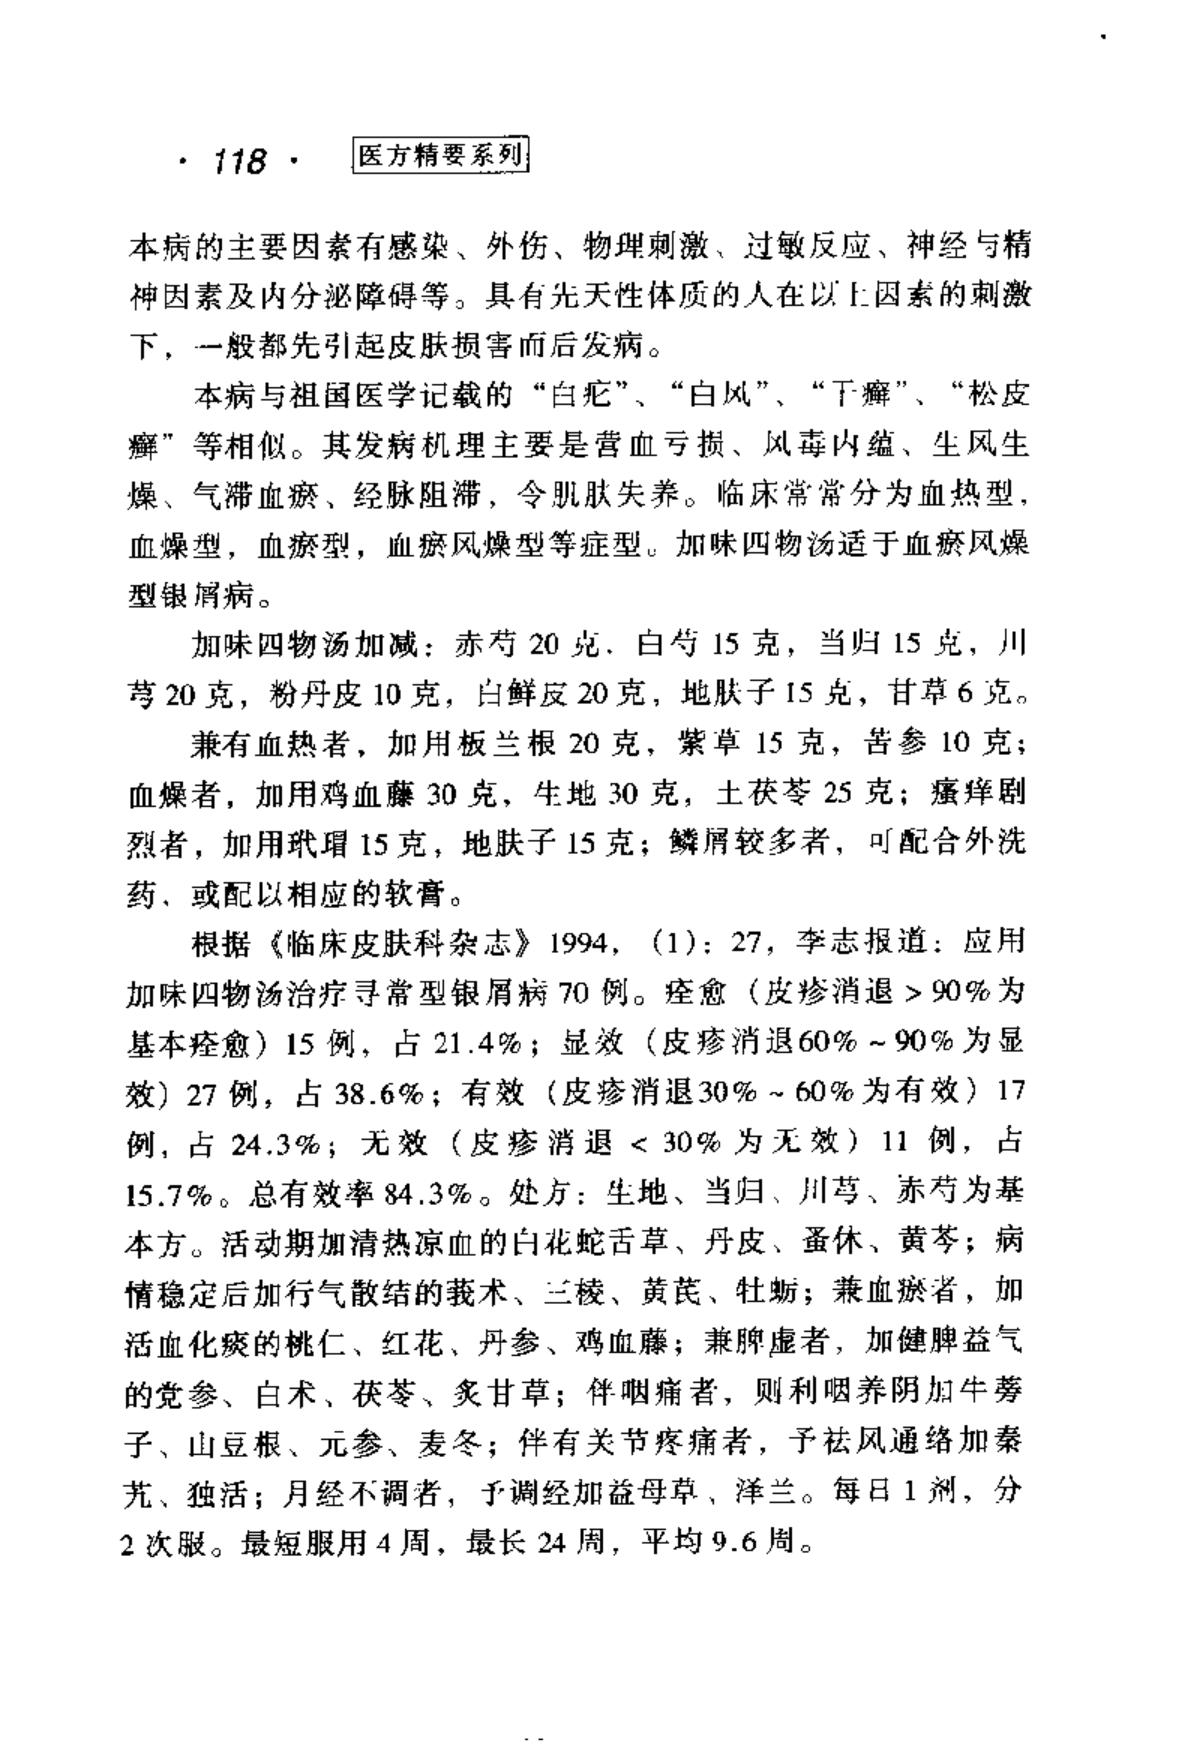 · 118 · 医方精要系列
本病的主要因素有感染、外伤、物理刺激、过敏反应、神经与精
神因素及内分泌障碍等。具有先天性体质的人在以上因素的刺激
下，一般都先引起皮肤损害而后发病。
本病与祖国医学记载的“白疕”、“白风”、“干癣”、“松皮
癣”等相似。其发病机理主要是营血亏损、风毒内蕴、生风生
燥、气滞血瘀、经脉阻滞，令肌肤失养。临床常常分为血热型，
血燥型，血瘀型，血瘀风燥型等症型。加味四物汤适于血瘀风燥
型银屑病。
加味四物汤加减：赤芍 20 克，白芍 15 克，当归 15 克，川
芎 20 克，粉丹皮 10 克，白鲜皮 20 克，地肤子 15 克，甘草 6 克。
兼有血热者，加用板兰根 20 克，紫草 15 克，苦参 10 克；
血燥者，加用鸡血藤 30 克，生地 30 克，土茯苓 25 克；瘙痒剧
烈者，加用玳瑁 15 克，地肤子 15 克；鳞屑较多者，可配合外洗
药、或配以相应的软膏。
根据《临床皮肤科杂志》1994，（1）：27，李志报道：应用
加味四物汤治疗寻常型银屑病 70 例。痊愈（皮疹消退＞90％为
基本痊愈）15 例，占 21.4％；显效（皮疹消退60％～90％为显
效）27 例，占 38.6％；有效（皮疹消退30％～60％为有效）17
例，占 24.3％；无效（皮疹消退＜30％为无效）11 例，占
15.7％。总有效率 84.3％。处方：生地、当归、川芎、赤芍为基
本方。活动期加清热凉血的白花蛇舌草、丹皮、蚤休、黄芩；病
情稳定后加行气散结的莪术、三棱、黄芪、牡蛎；兼血瘀者，加
活血化痰的桃仁、红花、丹参、鸡血藤；兼脾虚者，加健脾益气
的党参、白术、茯苓、炙甘草；伴咽痛者，则利咽养阴加牛蒡
子、山豆根、元参、麦冬；伴有关节疼痛者，予祛风通络加秦
艽、独活；月经不调者，予调经加益母草、泽兰。每日 1 剂，分
2 次服。最短服用 4 周，最长 24 周，平均 9.6 周。